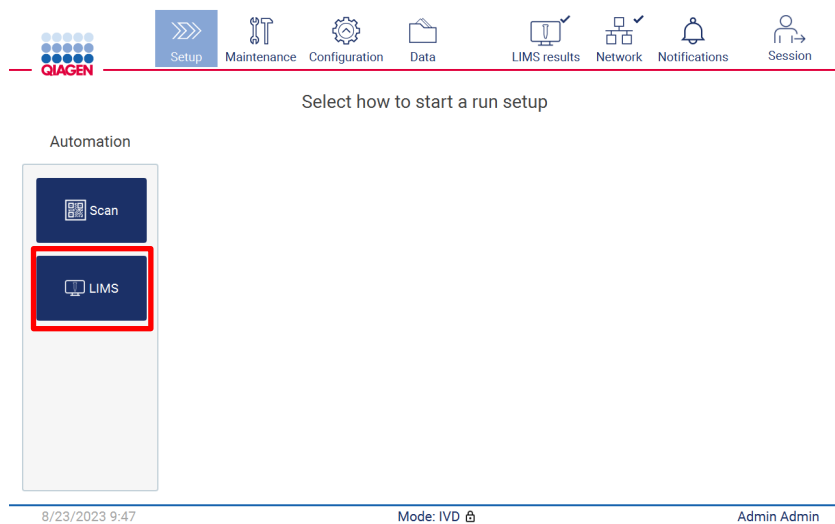 QIAGEN
Setup Maintenance Configuration Data LIMS results Network Notifications Session
Select how to start a run setup
Automation
Scan
LIMS
8/23/2023 9:47 Mode: IVD Admin Admin